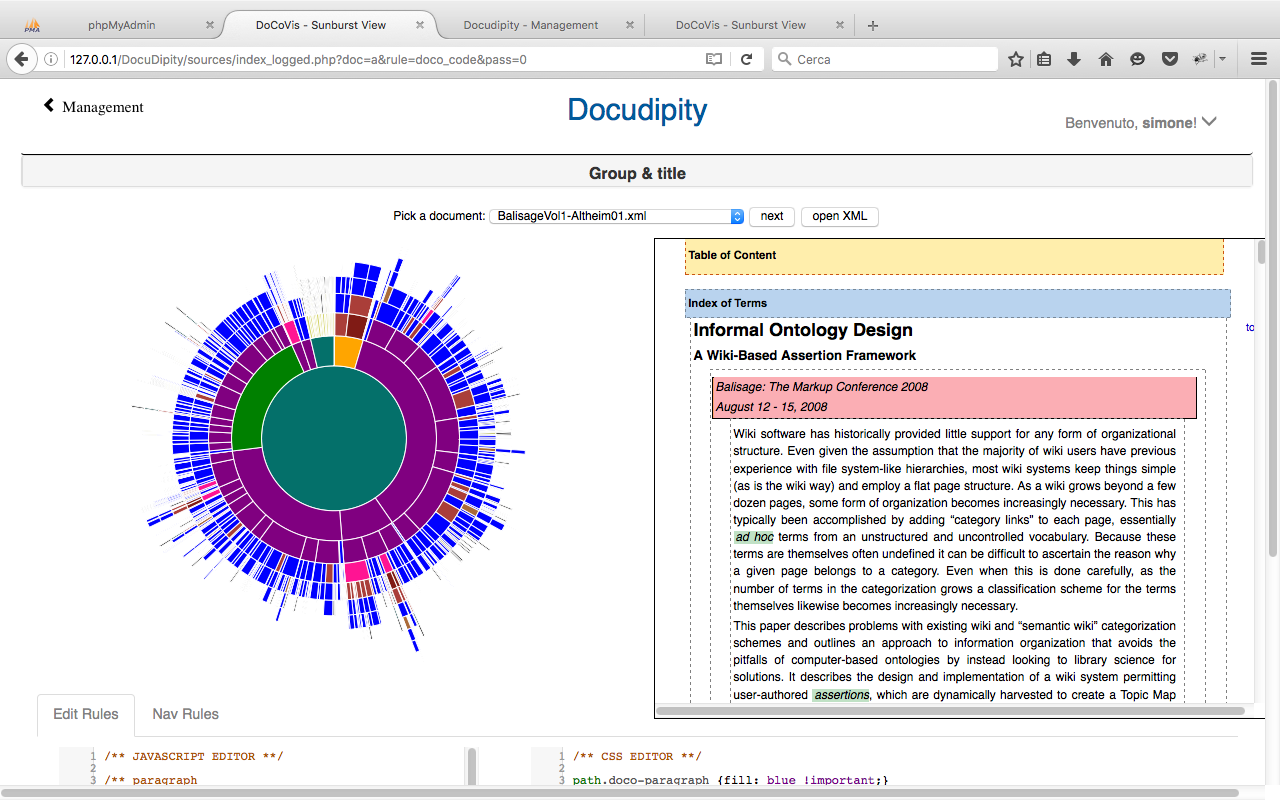 PMA
phpMyAdmin ×
DoCoVis - Sunburst View ×
Docudipity - Management ×
DoCoVis - Sunburst View ×
127.0.0.1/DocuDipity/sources/index_logged.php?doc=a&rule=doco_code&pass=0
Cerca
Management
Docudipity
Benvenuto, simone!
Group & title
Pick a document: BalisageVol1-Altheim01.xml next open XML
Table of Content
Index of Terms
to
Informal Ontology Design
A Wiki-Based Assertion Framework
Balisage: The Markup Conference 2008
August 12 - 15, 2008
Wiki software has historically provided little support for any form of organizational
structure. Even given the assumption that the majority of wiki users have previous
experience with file system-like hierarchies, most wiki systems keep things simple
(as is the wiki way) and employ a flat page structure. As a wiki grows beyond a few
dozen pages, some form of organization becomes increasingly necessary. This has
typically been accomplished by adding “category links” to each page, essentially
ad hoc terms from an unstructured and uncontrolled vocabulary. Because these
terms are themselves often undefined it can be difficult to ascertain the reason why
a given page belongs to a category. Even when this is done carefully, as the
number of terms in the categorization grows a classification scheme for the terms
themselves likewise becomes increasingly necessary.
This paper describes problems with existing wiki and “semantic wiki” categorization
schemes and outlines an approach to information organization that avoids the
pitfalls of computer-based ontologies by instead looking to library science for
solutions. It describes the design and implementation of a wiki system permitting
user-authored assertions, which are dynamically harvested to create a Topic Map
Edit Rules
Nav Rules
1 /** JAVASCRIPT EDITOR **/
2
3 /** paragraph
1 /** CSS EDITOR **/
2
3 path.doco-paragraph {fill: blue !important;}